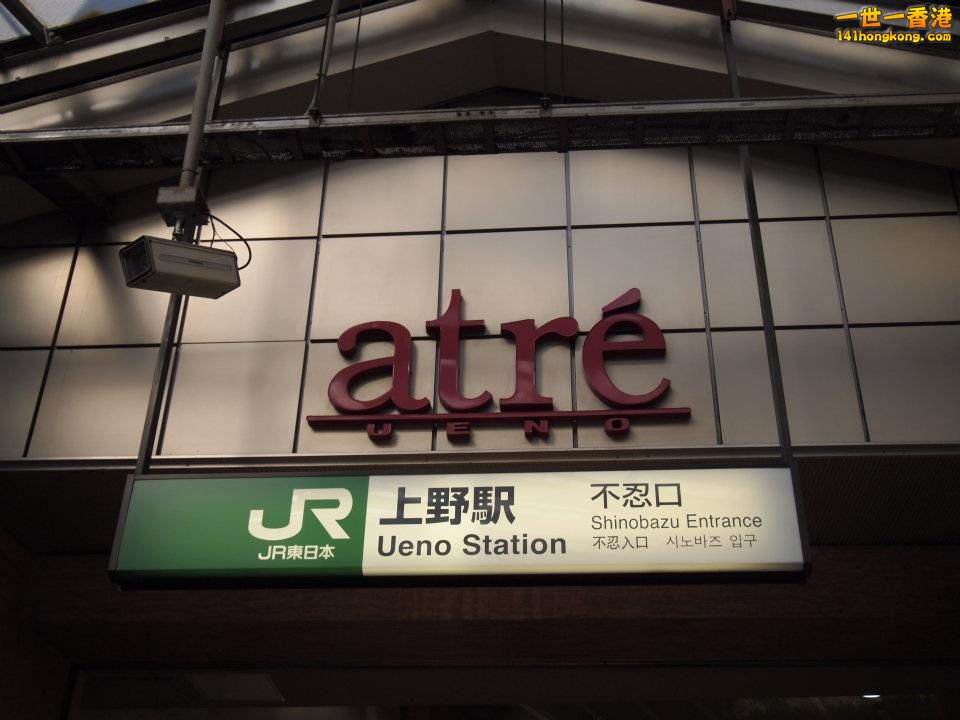 一世一香港
141hongkong.com
atré
UENO
JR
JR東日本
上野駅
Ueno Station
不忍口
Shinobazu Entrance
不忍入口 시노바즈 입구